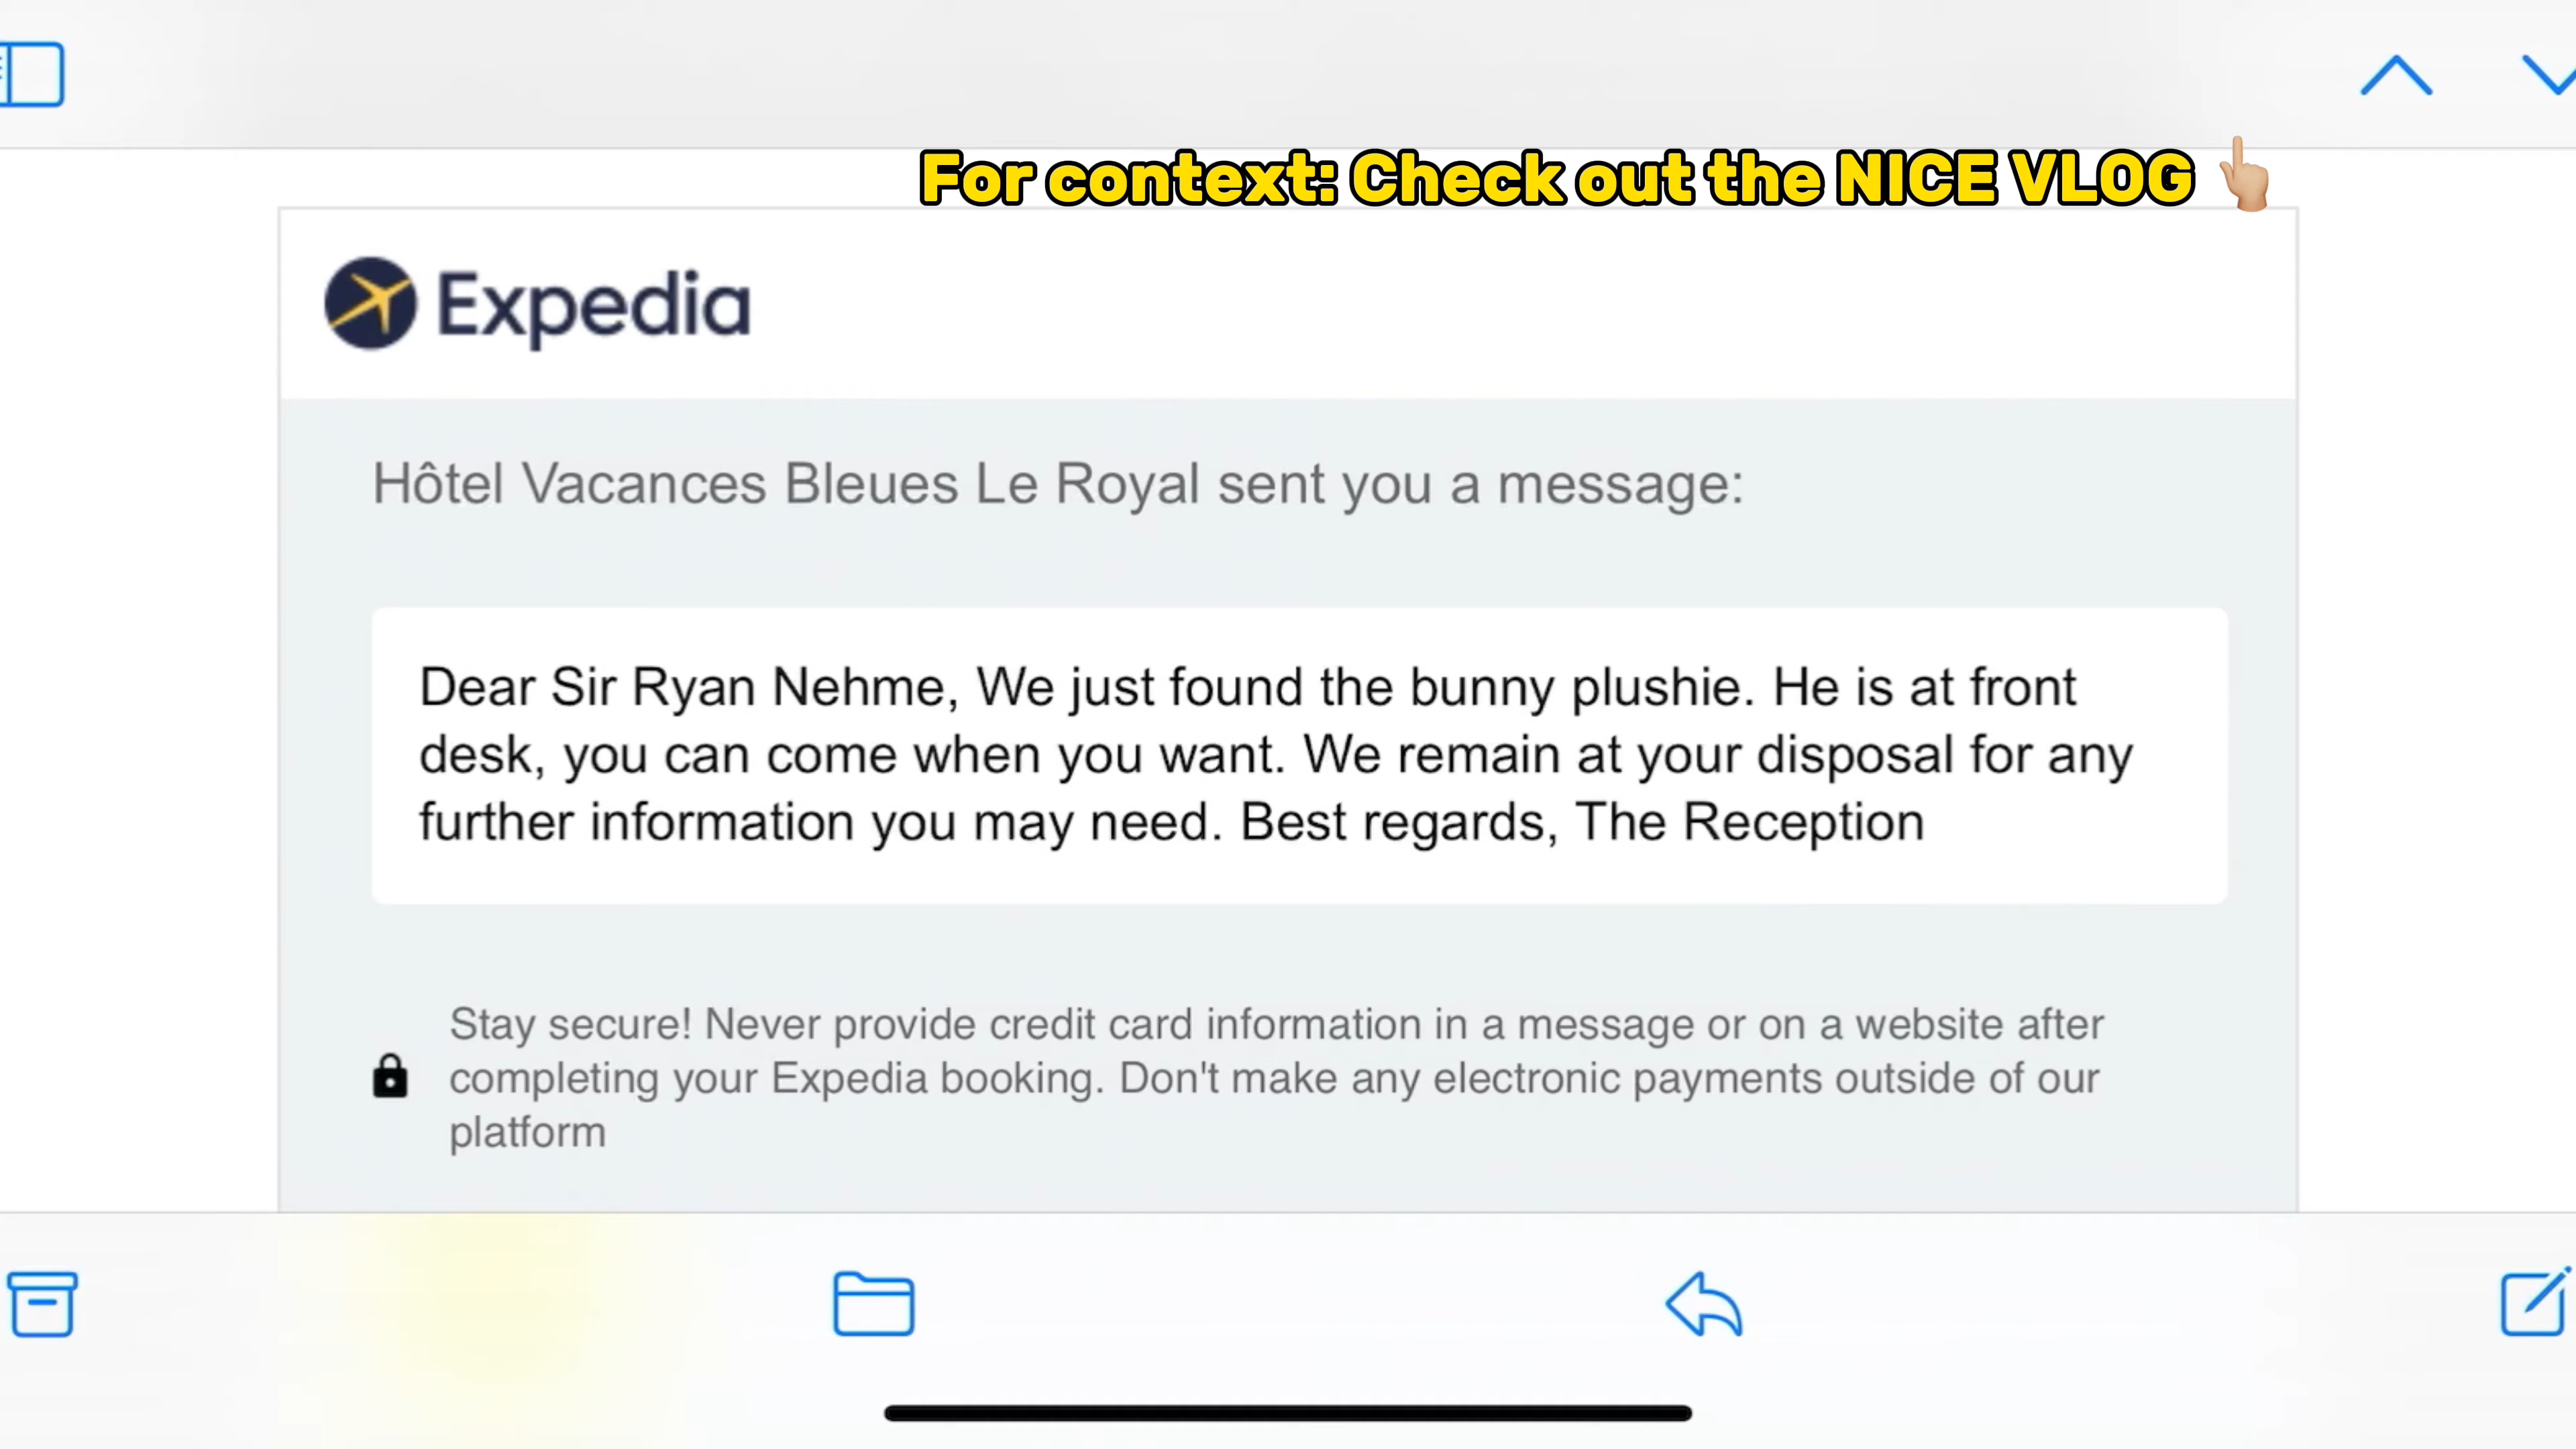 For context: Check out the NICE VLOG 👆🏼
Expedia
Hôtel Vacances Bleues Le Royal sent you a message:
Dear Sir Ryan Nehme, We just found the bunny plushie. He is at front
desk, you can come when you want. We remain at your disposal for any
further information you may need. Best regards, The Reception
Stay secure! Never provide credit card information in a message or on a website after
completing your Expedia booking. Don't make any electronic payments outside of our
platform